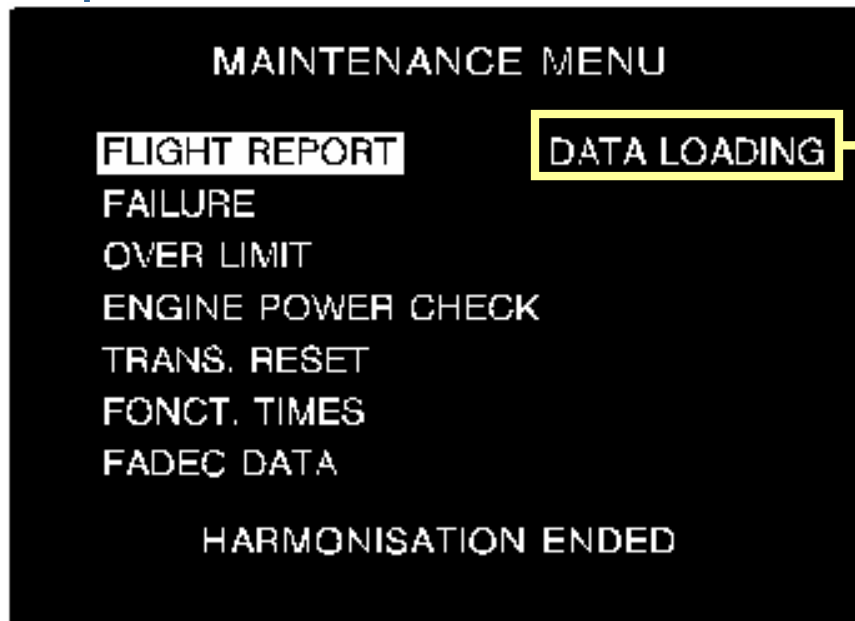 MAINTENANCE MENU
FLIGHT REPORT DATA LOADING
FAILURE
OVER LIMIT
ENGINE POWER CHECK
TRANS. RESET
FONCT. TIMES
FADEC DATA
HARMONISATION ENDED